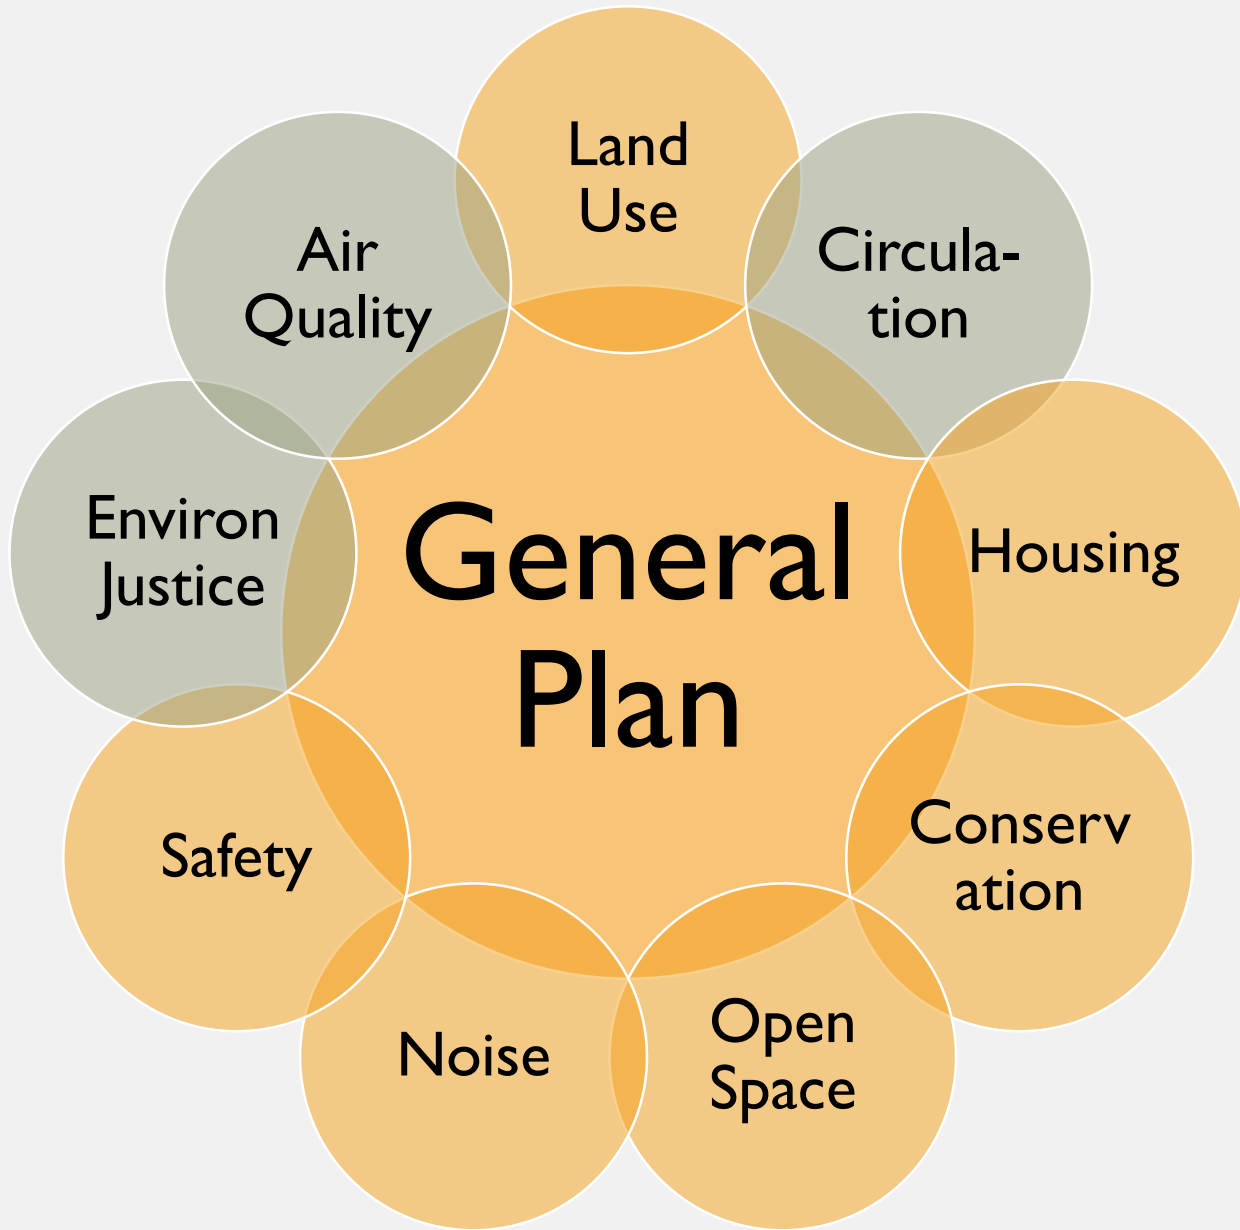 Land
Use
Circula-
tion
Housing
Conserv
ation
Open
Space
Noise
Safety
Environ
Justice
Air
Quality
General
Plan